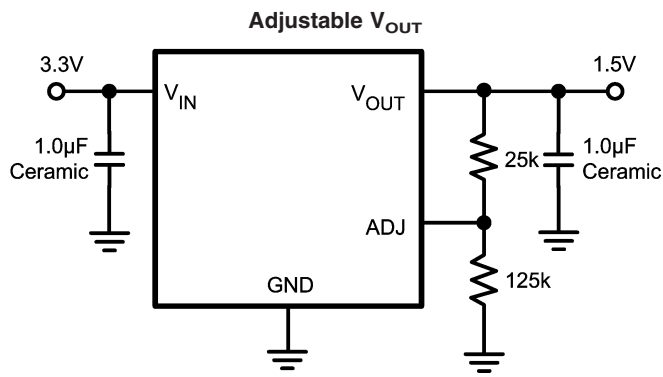 Adjustable VOUT
3.3V
1.5V
VIN
VOUT
1.0µF
Ceramic
25k
1.0µF
Ceramic
ADJ
125k
GND